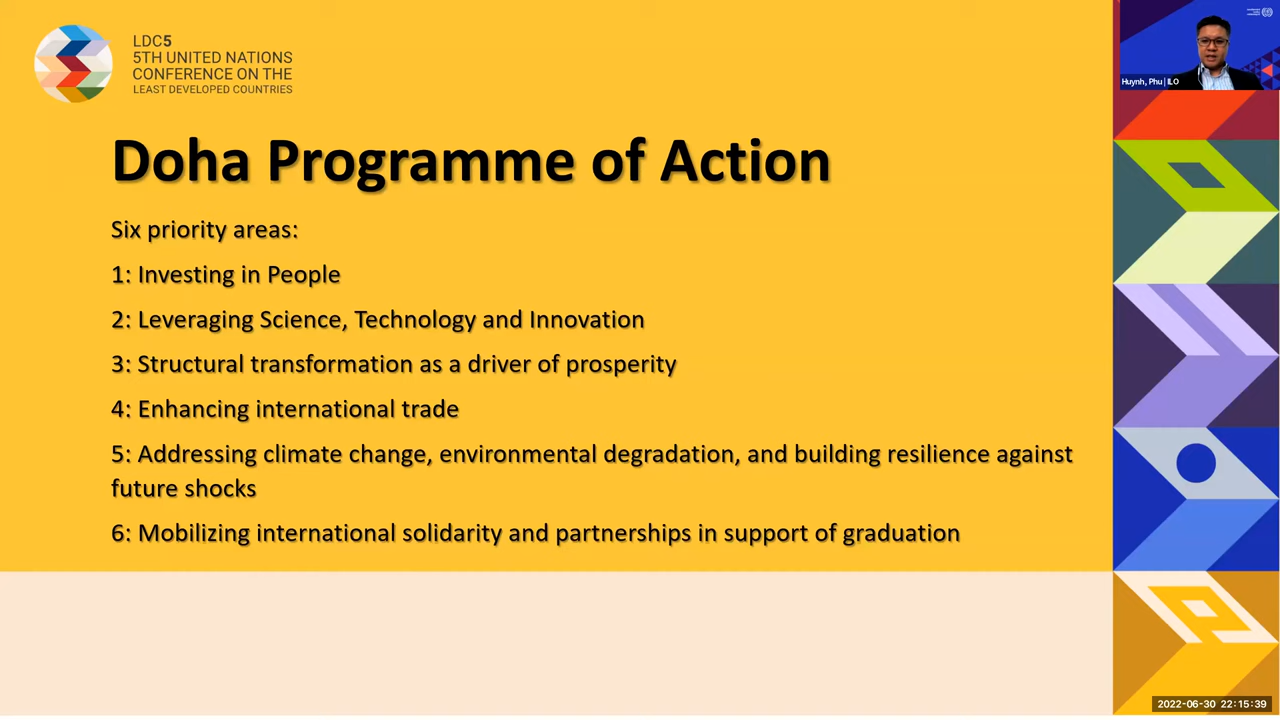 LDC5
5TH UNITED NATIONS
CONFERENCE ON THE
LEAST DEVELOPED COUNTRIES
Doha Programme of Action
Six priority areas:
1: Investing in People
2: Leveraging Science, Technology and Innovation
3: Structural transformation as a driver of prosperity
4: Enhancing international trade
5: Addressing climate change, environmental degradation, and building resilience against
future shocks
6: Mobilizing international solidarity and partnerships in support of graduation
Huynh, Phu | ILO
2022-06-30 22:15:39